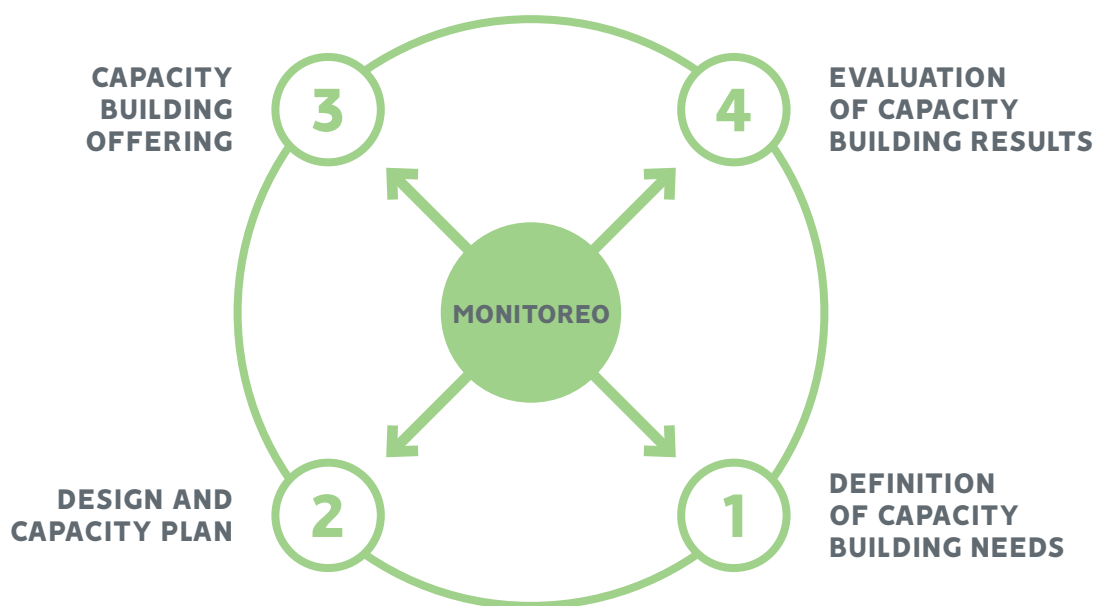 CAPACITY
BUILDING
OFFERING
3
4
EVALUATION
OF CAPACITY
BUILDING RESULTS
MONITOREO
DESIGN AND
CAPACITY PLAN
2
1
DEFINITION
OF CAPACITY
BUILDING NEEDS